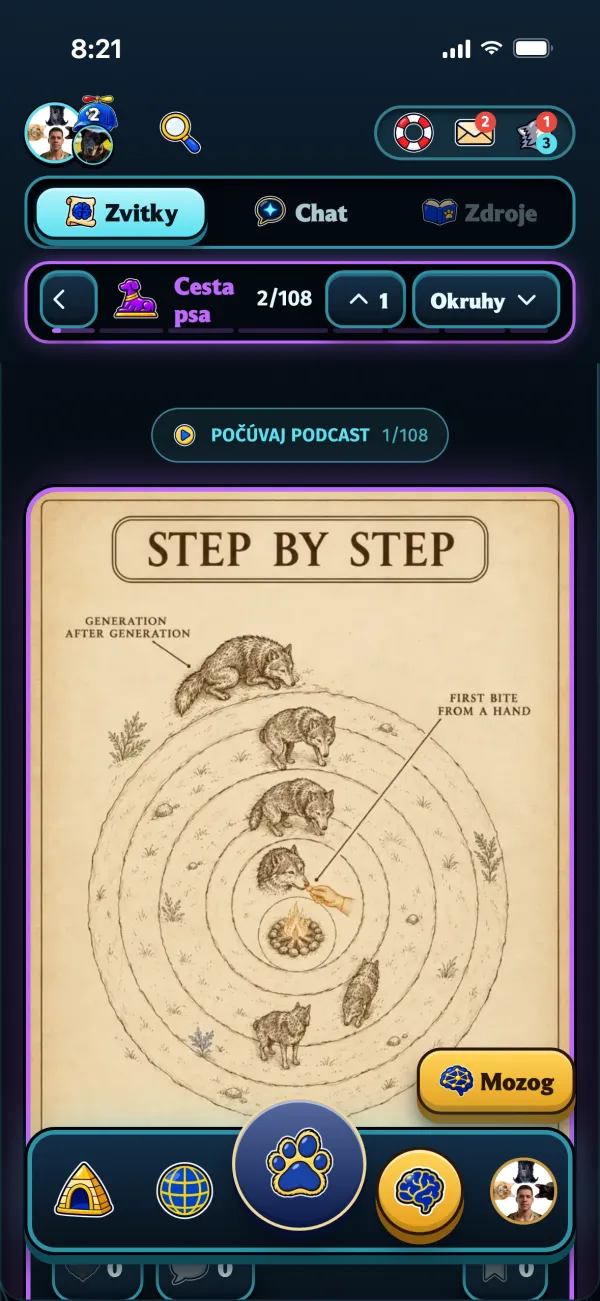 8:21
2
2
1
3
Zvitky
Chat
Zdroje
Cesta
psa
2/108
1
Okruhy
POČÚVAJ PODCAST 1/108
STEP BY STEP
GENERATION
AFTER GENERATION
FIRST BITE
FROM A HAND
Mozog
0
0
0